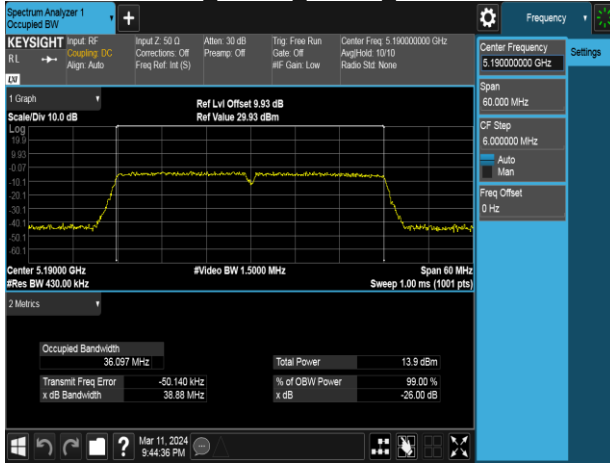 Spectrum Analyzer 1
Occupied BW
+
Frequency
KEYSIGHT
RL
Input: RF
Coupling: DC
Align: Auto
Input Z: 50 Ω
Corrections: Off
Freq Ref: Int (S)
Atten: 30 dB
Preamp: Off
Trig: Free Run
Gate: Off
#IF Gain: Low
Center Freq: 5.190000000 GHz
Avg|Hold: 10/10
Radio Std: None
LXI
1 Graph
Scale/Div 10.0 dB
Ref Lvl Offset 9.93 dB
Ref Value 29.93 dBm
Log
19.9
9.93
-0.07
-10.1
-20.1
-30.1
-40.1
-50.1
-60.1
Center 5.19000 GHz
#Res BW 430.00 kHz
#Video BW 1.5000 MHz
Span 60 MHz
Sweep 1.00 ms (1001 pts)
2 Metrics
Occupied Bandwidth
36.097 MHz
Total Power 13.9 dBm
Transmit Freq Error -50.140 kHz
% of OBW Power 99.00 %
x dB Bandwidth 38.88 MHz
x dB -26.00 dB
Mar 11, 2024
9:44:36 PM
?
Center Frequency
5.190000000 GHz
Settings
Span
60.000 MHz
CF Step
6.000000 MHz
Auto
Man
Freq Offset
0 Hz